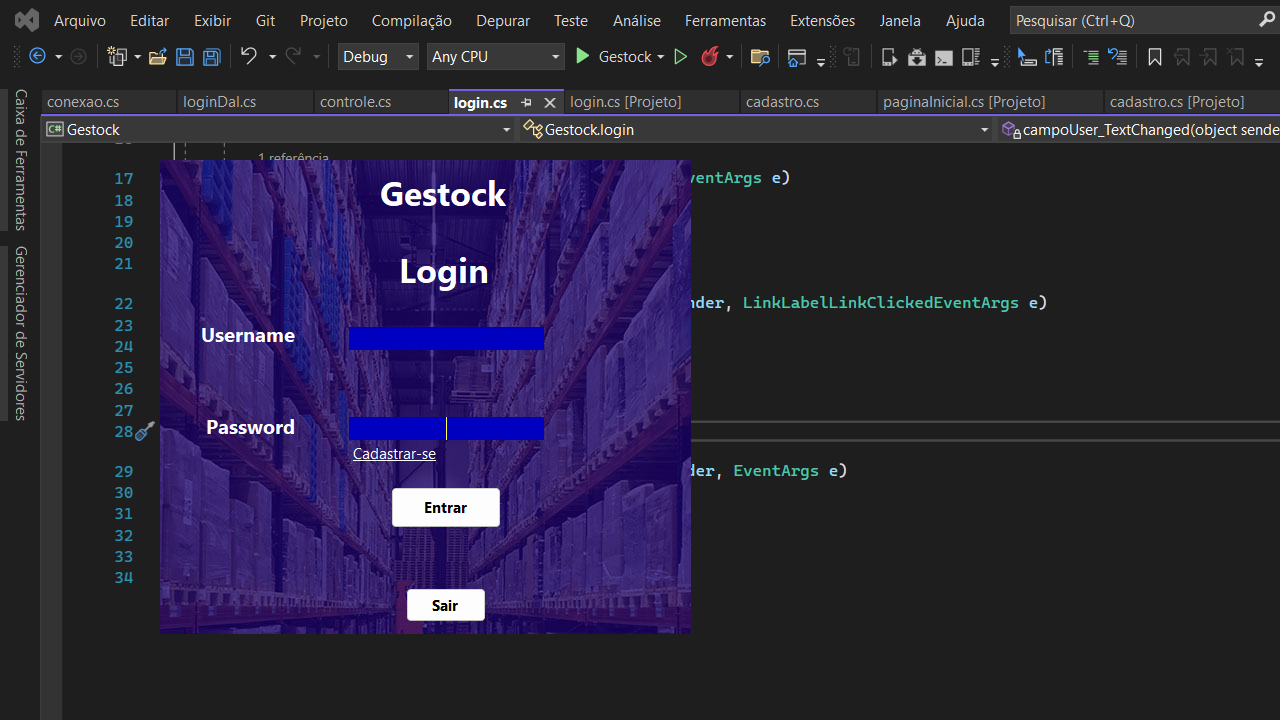 Arquivo Editar Exibir Git Projeto Compilação Depurar Teste Análise Ferramentas Extensões Janela Ajuda Pesquisar (Ctrl+Q)
Debug Any CPU Gestock
conexao.cs loginDal.cs controle.cs login.cs login.cs [Projeto] cadastro.cs paginaInicial.cs [Projeto] cadastro.cs [Projeto]
C# Gestock Gestock.login campoUser_TextChanged(object sende
Caixa de Ferramentas
Gerenciador de Servidores
1 referência
17 ventArgs e)
18
19
20
21
22 nder, LinkLabelLinkClickedEventArgs e)
23
24
25
26
27
28
29 der, EventArgs e)
30
31
32
33
34
Gestock
Login
Username
Password
Cadastrar-se
Entrar
Sair